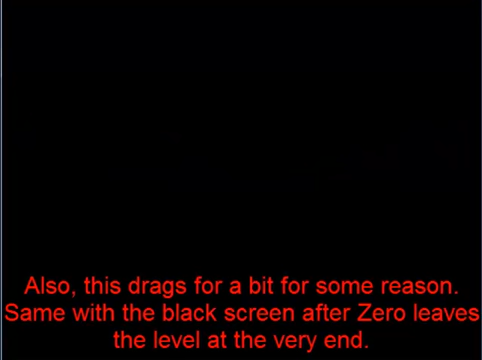 Also, this drags for a bit for some reason.
Same with the black screen after Zero leaves
the level at the very end.